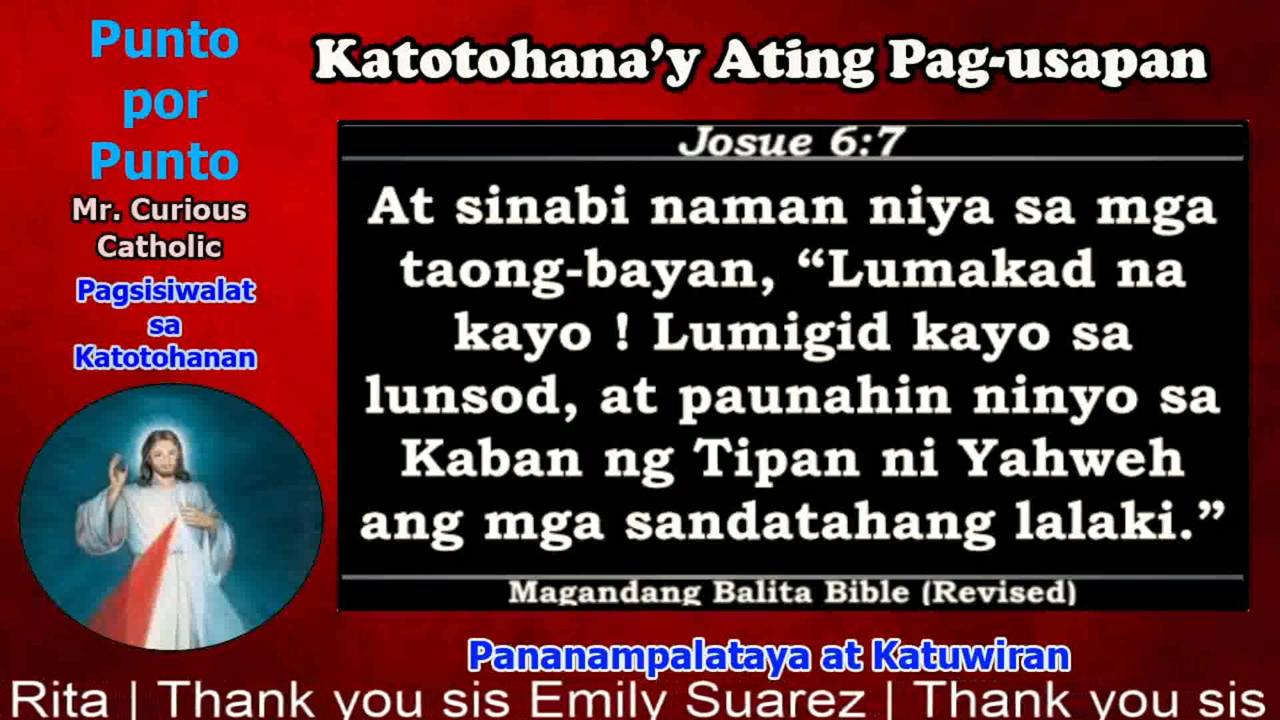 Punto
por
Punto
Mr. Curious
Catholic
Pagsisiwalat
sa
Katotohanan
Katotohana’y Ating Pag-usapan
Josue 6:7
At sinabi naman niya sa mga
taong-bayan, “Lumakad na
kayo ! Lumigid kayo sa
lunsod, at paunahin ninyo sa
Kaban ng Tipan ni Yahweh
ang mga sandatahang lalaki.”
Magandang Balita Bible (Revised)
Pananampalataya at Katuwiran
Rita | Thank you sis Emily Suarez | Thank you sis